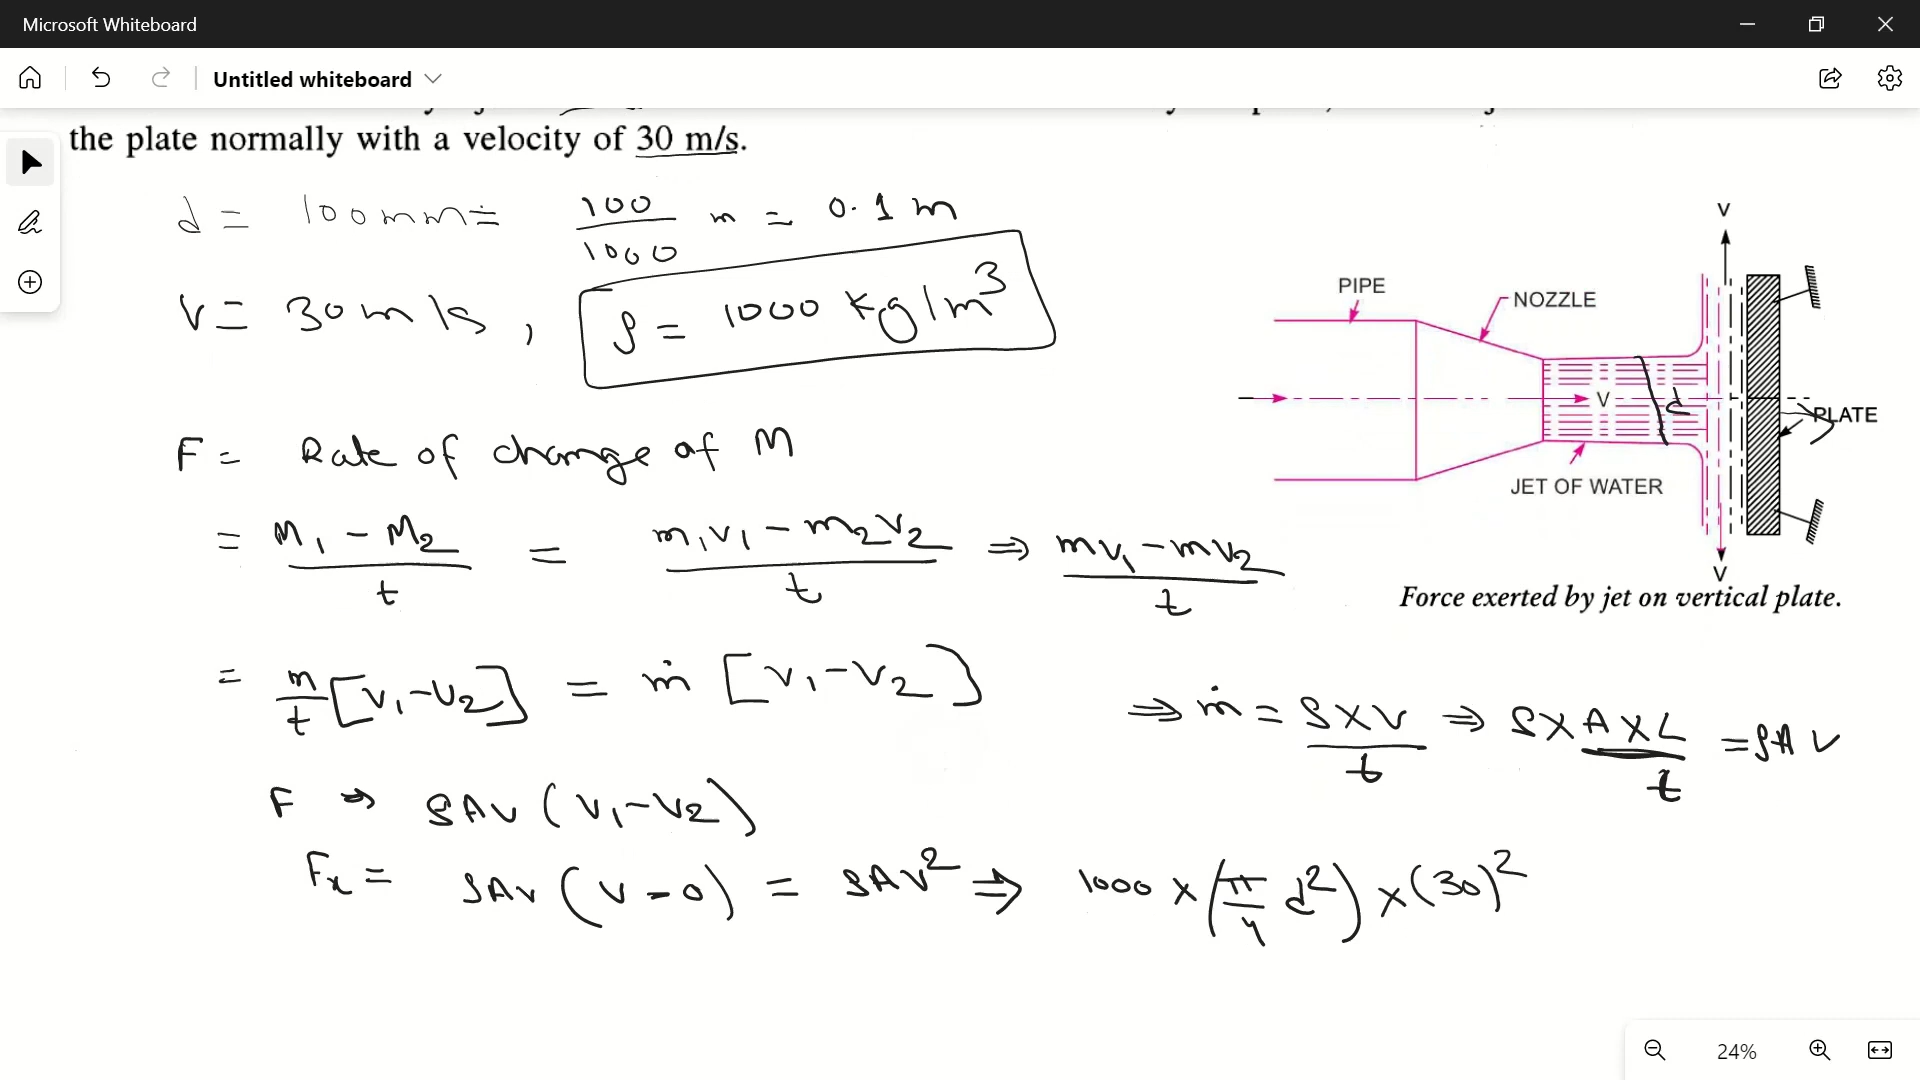 Microsoft Whiteboard
Untitled whiteboard
the plate normally with a velocity of 30 m/s.
d = 100mm = 100/1000 m = 0.1 m
V = 30 m/s , ρ = 1000 kg/m³
F = Rate of change of M
= M₁ - M₂ / t = m₁v₁ - m₂v₂ / t ⇒ mv₁ - mv₂ / t
= m/t [v₁-v₂] = ṁ [v₁-v₂]
⇒ ṁ = ρ×V / t ⇒ ρ×A×L / t = ρAV
F ⇒ ρAV (v₁-v₂)
Fx = ρAV (V-0) = ρAV² ⇒ 1000 × (π/4 d²) × (30)²
V
PIPE
NOZZLE
V
d
PLATE
JET OF WATER
V
Force exerted by jet on vertical plate.
24%